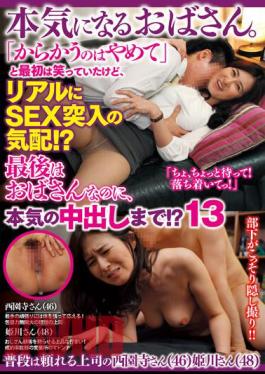 本気になるおばさん。
「からかうのはやめて」
と最初は笑っていたけど、
リアルに
SEX突入の
気配!?
最後は
おばさんなのに、
本気の中出しまで!? 13
「ちょ、ちょっと待って!
落ち着いてっ!」
部下がこっそり隠し撮り!!
西園寺さん(46)
姫川さん(48)
普段は頼れる上司の西園寺さん(46)姫川さん(48)